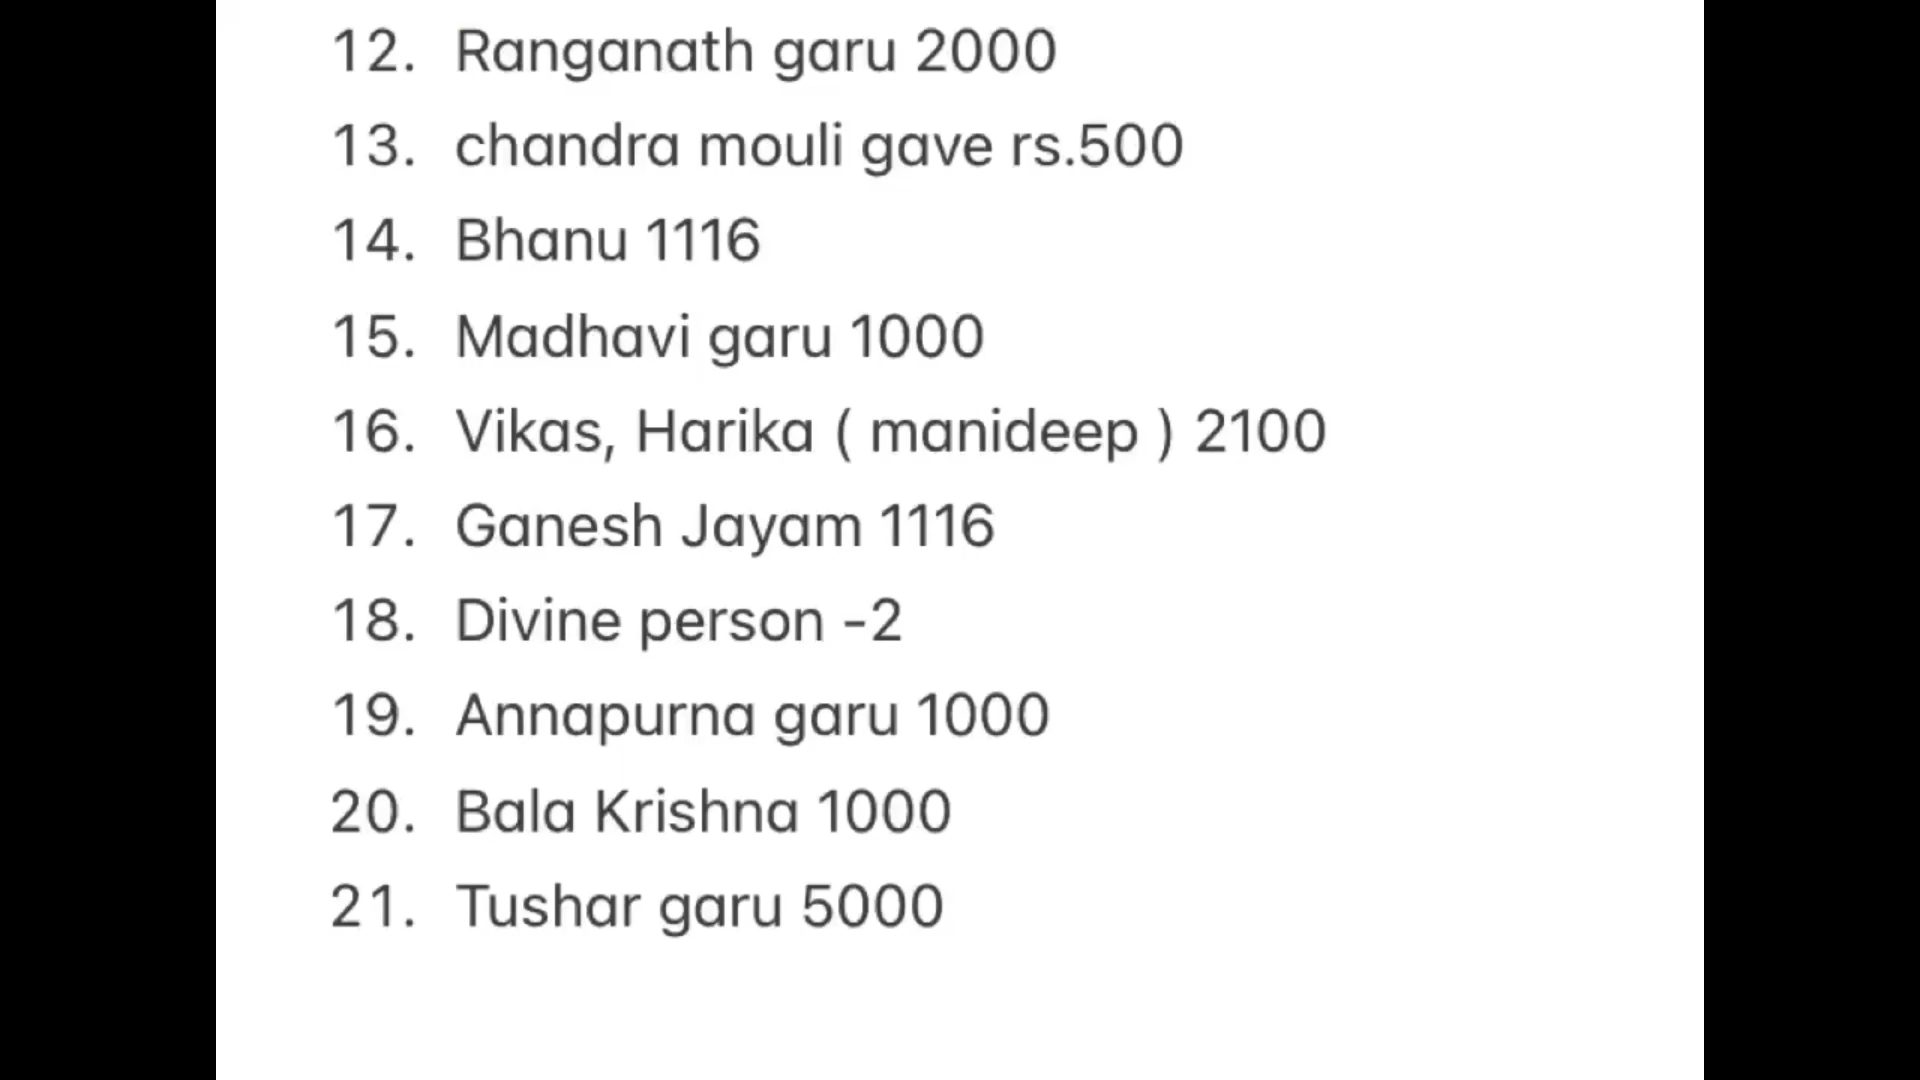 12. Ranganath garu 2000
13. chandra mouli gave rs.500
14. Bhanu 1116
15. Madhavi garu 1000
16. Vikas, Harika ( manideep ) 2100
17. Ganesh Jayam 1116
18. Divine person -2
19. Annapurna garu 1000
20. Bala Krishna 1000
21. Tushar garu 5000